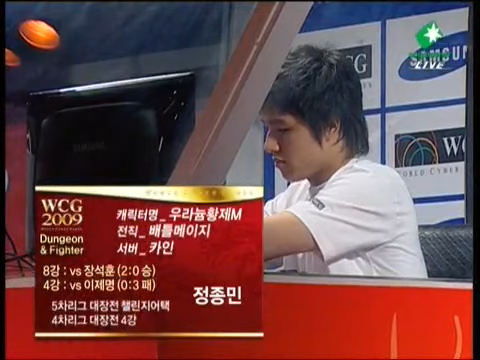 SAMSUNG
LIVE
CG
WC
WORLD CYBER
SAMSUNG
WCG
2009
Dungeon
& Fighter
캐릭터명_ 우라늄황제M
전직_ 배틀메이지
서버_ 카인
8강 : vs 장석훈 (2:0 승)
4강 : vs 이제명 (0:3 패)
정종민
5차리그 대장전 챌린지어택
4차리그 대장전 4강